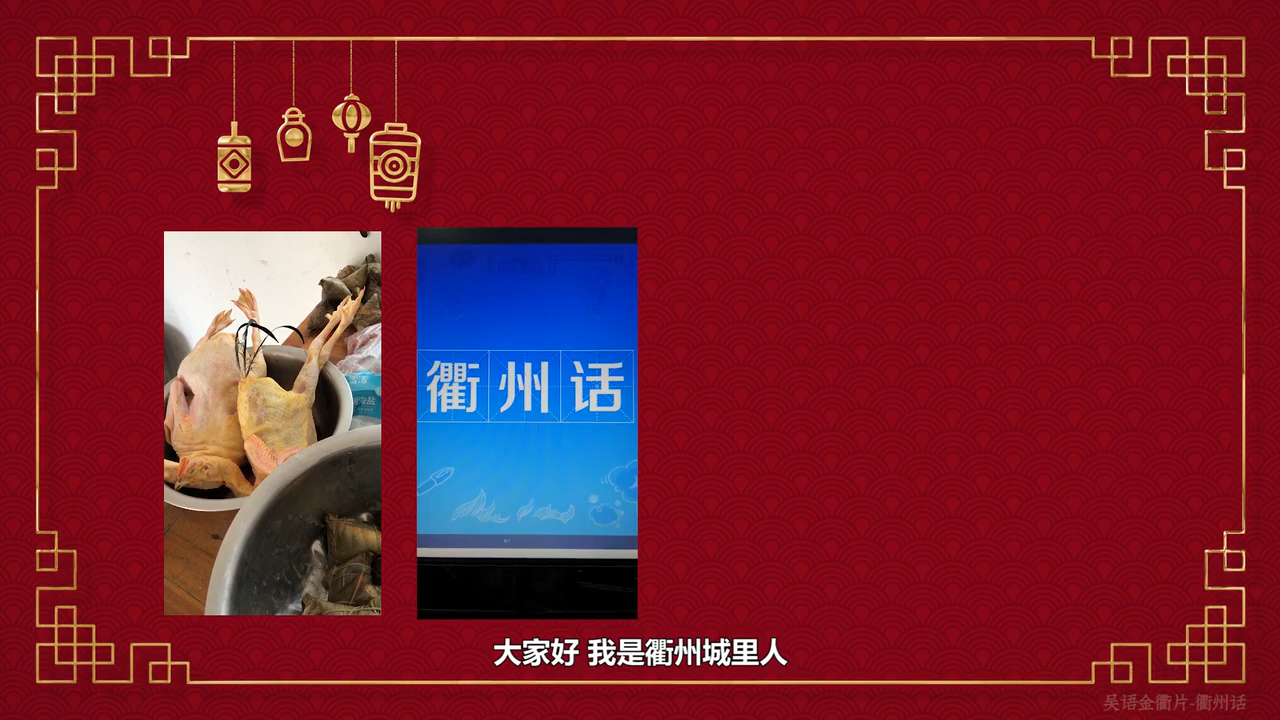 衢州话
大家好 我是衢州城里人
吴语金衢片-衢州话